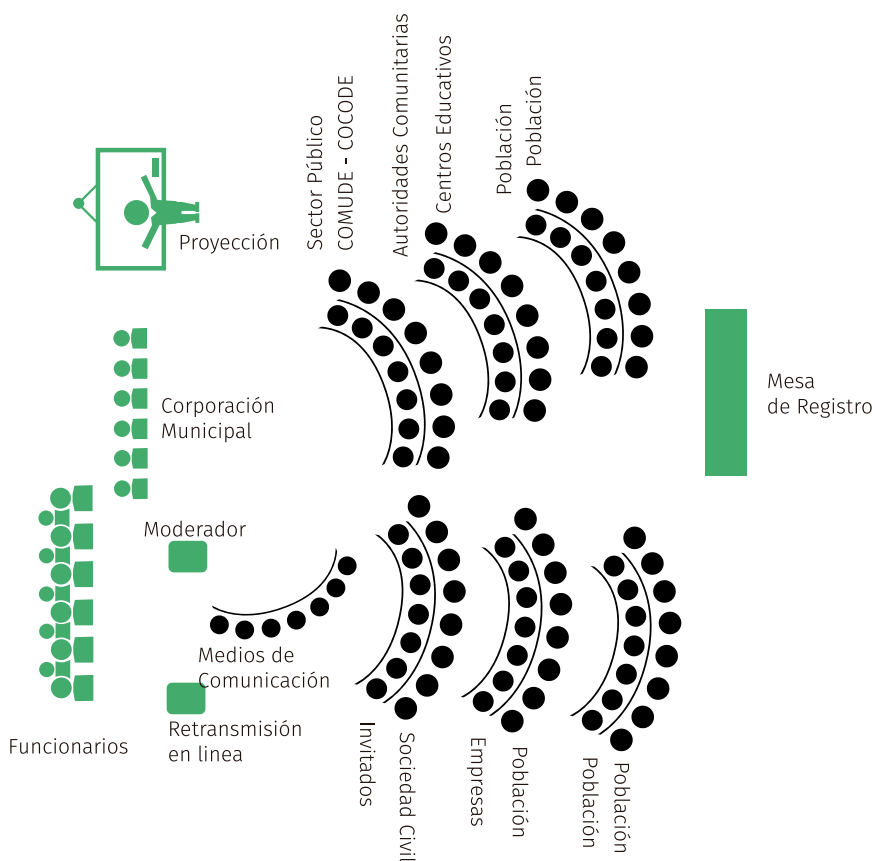 Sector Público
COMUDE - COCODE
Autoridades Comunitarias
Centros Educativos
Población
Población
Proyección
Corporación
Municipal
Mesa
de Registro
Moderador
Medios de
Comunicación
Retransmisión
en linea
Funcionarios
Invitados
Sociedad Civil
Empresas
Población
Población
Población